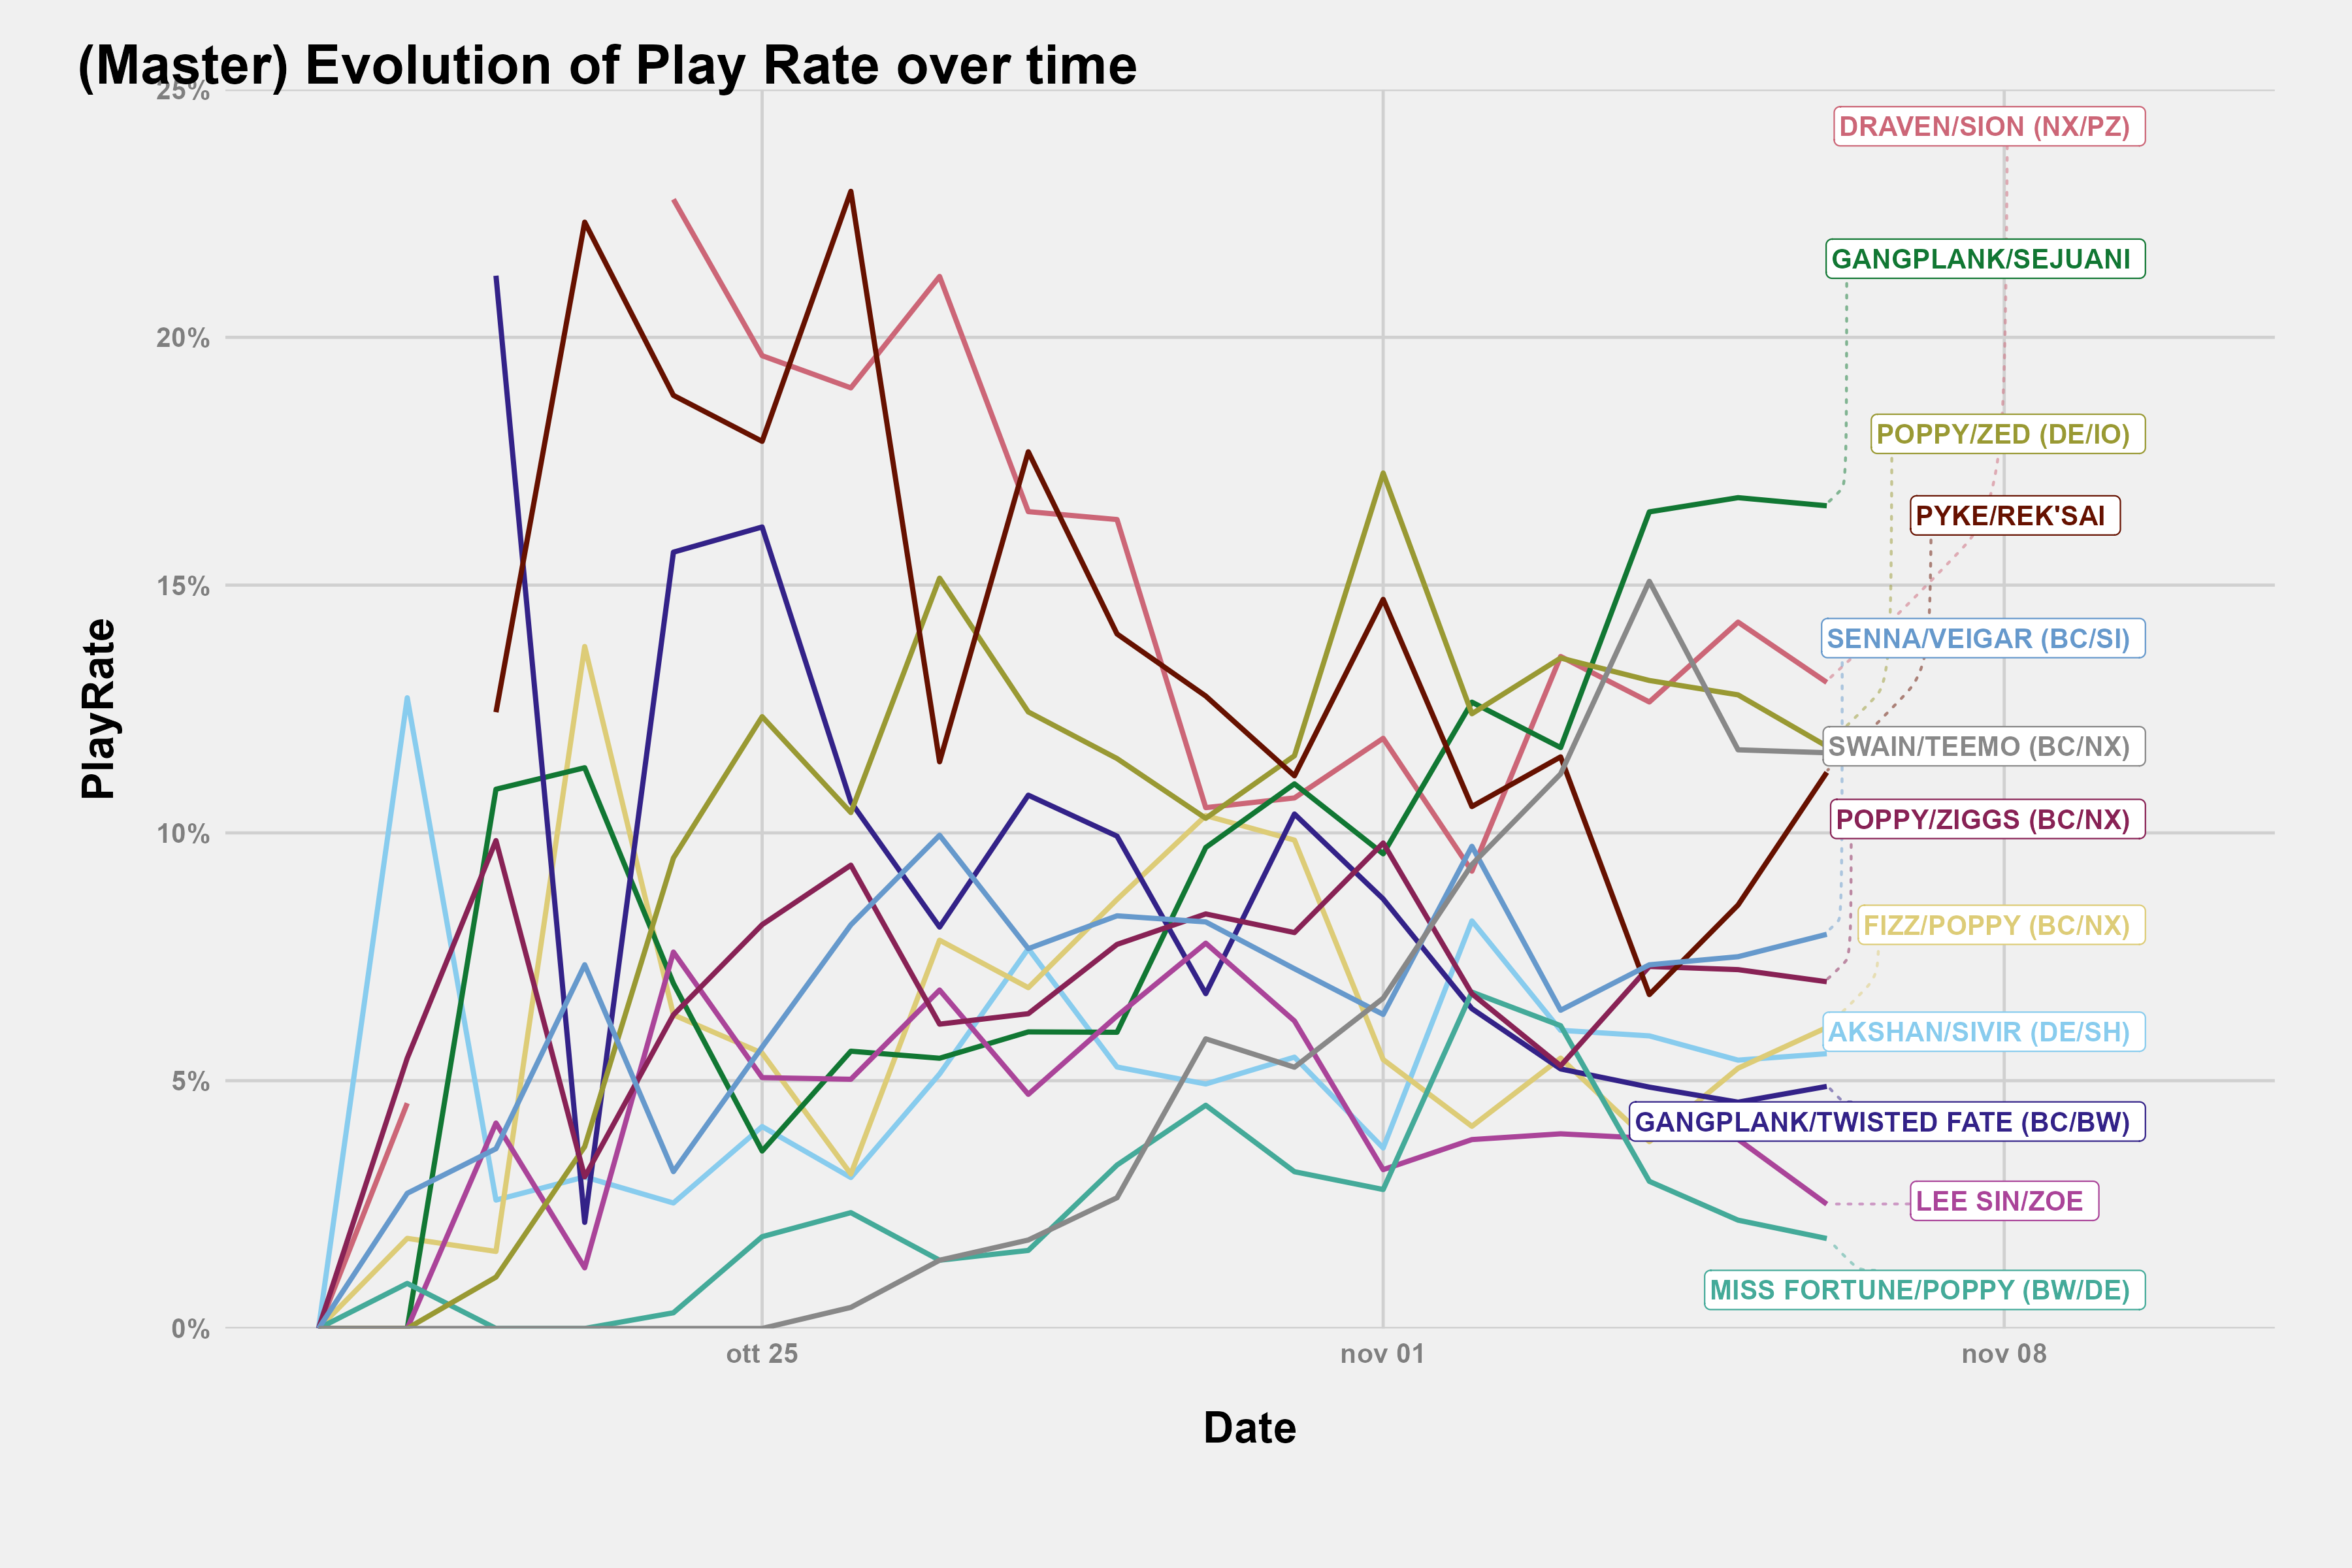 (Master) Evolution of Play Rate over time
25%
20%
15%
10%
5%
0%
PlayRate
DRAVEN/SION (NX/PZ)
GANGPLANK/SEJUANI
POPPY/ZED (DE/IO)
PYKE/REK'SAI
SENNA/VEIGAR (BC/SI)
SWAIN/TEEMO (BC/NX)
POPPY/ZIGGS (BC/NX)
FIZZ/POPPY (BC/NX)
AKSHAN/SIVIR (DE/SH)
GANGPLANK/TWISTED FATE (BC/BW)
LEE SIN/ZOE
MISS FORTUNE/POPPY (BW/DE)
ott 25
nov 01
nov 08
Date